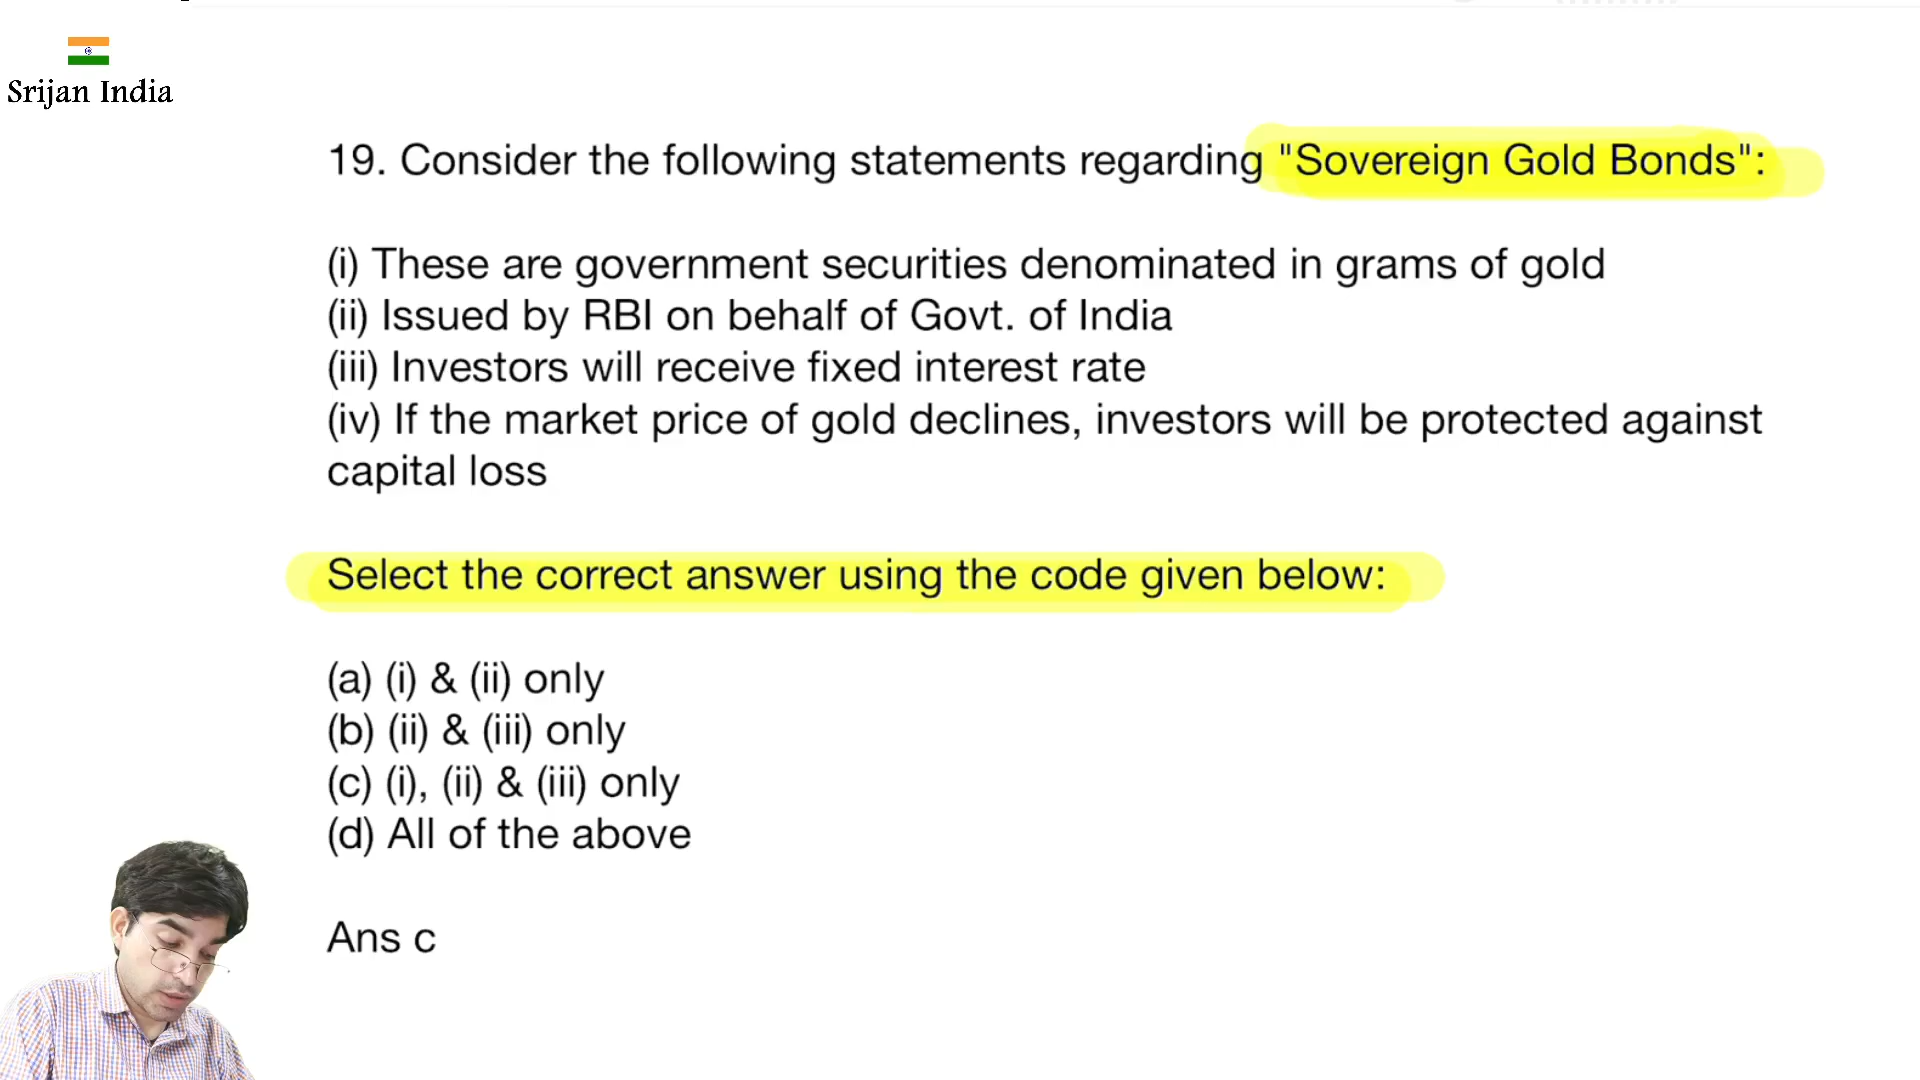 Srijan India
19. Consider the following statements regarding "Sovereign Gold Bonds":
(i) These are government securities denominated in grams of gold
(ii) Issued by RBI on behalf of Govt. of India
(iii) Investors will receive fixed interest rate
(iv) If the market price of gold declines, investors will be protected against
capital loss
Select the correct answer using the code given below:
(a) (i) & (ii) only
(b) (ii) & (iii) only
(c) (i), (ii) & (iii) only
(d) All of the above
Ans c